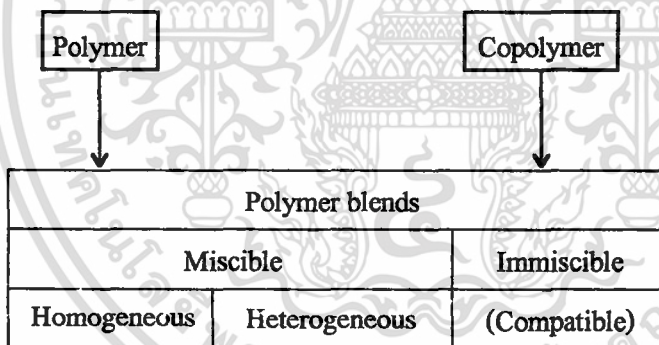 Polymer
Copolymer
Polymer blends
Miscible
Immiscible
Homogeneous
Heterogeneous
(Compatible)